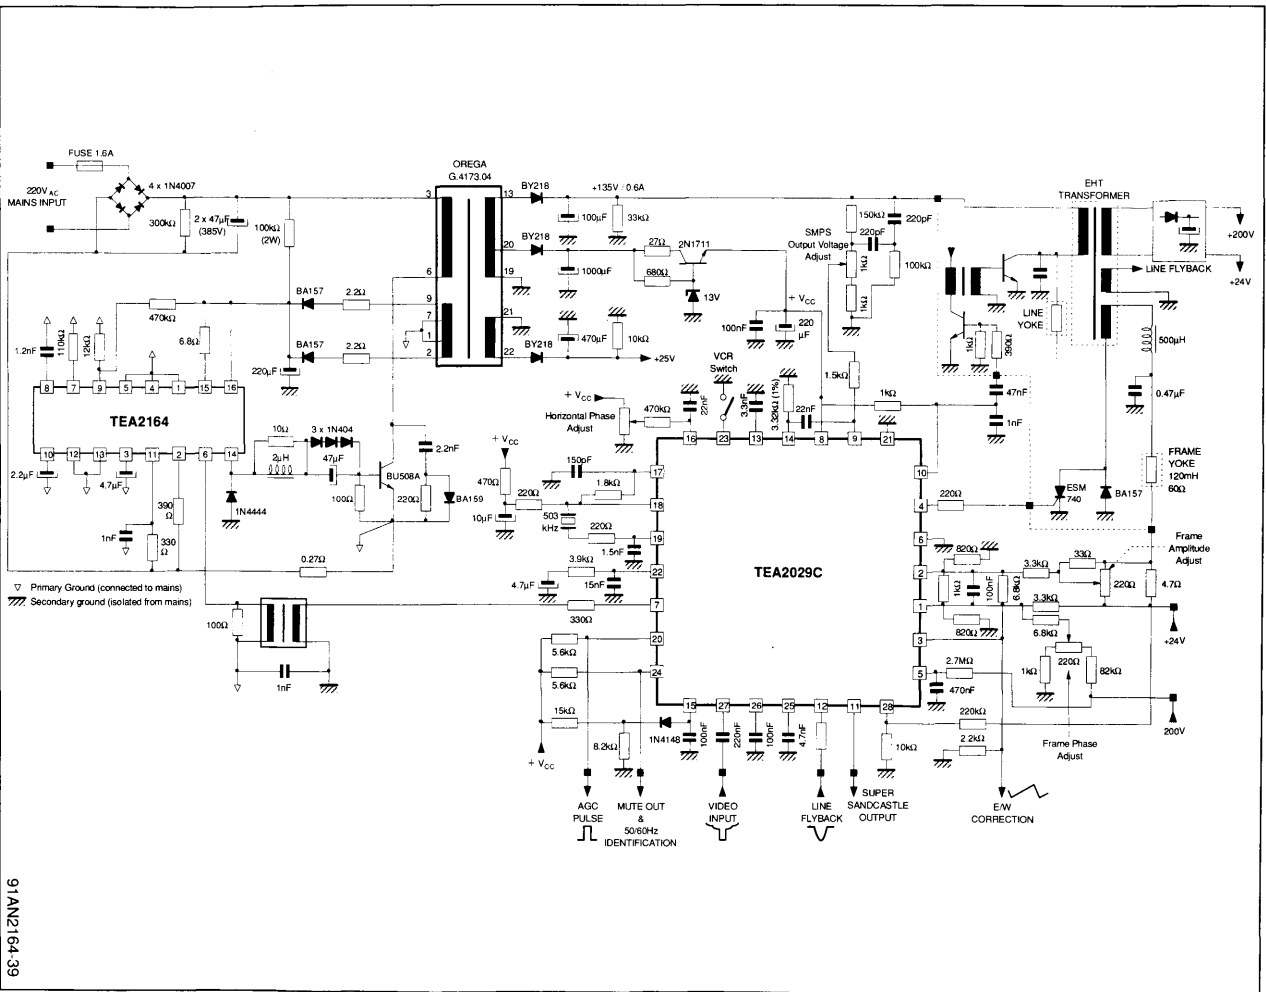 FUSE 1.6A
220V AC
MAINS INPUT
4 x 1N4007
300kΩ
2 x 47µF
(385V)
100kΩ
(2W)
OREGA
G.4173.04
3
6
9
7
1
2
13
20
19
21
22
BY218
+135V / 0.6A
100µF
33kΩ
BY218
1000µF
27Ω
680Ω
2N1711
13V
BY218
470µF
10kΩ
+25V
+ VCC
100nF
220
µF
SMPS
Output Voltage
Adjust
150kΩ
220pF
220pF
1kΩ
1kΩ
100kΩ
1.5kΩ
EHT
TRANSFORMER
+200V
+24V
LINE FLYBACK
LINE
YOKE
500µH
0.47µF
1kΩ
390Ω
47nF
1nF
1kΩ
FRAME
YOKE
120mH
60Ω
ESM
740
BA157
BA157
2.2Ω
BA157
2.2Ω
470kΩ
1.2nF
110kΩ
12kΩ
6.8Ω
220µF
8
7
9
5
4
1
15
16
TEA2164
10
12
13
3
11
2
6
14
2.2µF
4.7µF
1nF
330
Ω
390
Ω
10Ω
2µH
3 x 1N404
47µF
1N4444
100Ω
BU508A
220Ω
2.2nF
BA159
0.27Ω
▽ Primary Ground (connected to mains)
Secondary ground (isolated from mains)
100Ω
1nF
+ VCC
Horizontal Phase
Adjust
470kΩ
22nF
VCR
Switch
3.3nF
3.32kΩ (1%)
22nF
16
23
13
14
8
9
21
+ VCC
470Ω
10µF
220Ω
150pF
1.8kΩ
503
kHz
220Ω
1.5nF
3.9kΩ
4.7µF
15nF
330Ω
17
18
19
22
7
20
24
TEA2029C
10
4
6
2
1
3
5
15
27
26
25
12
11
28
5.6kΩ
5.6kΩ
15kΩ
8.2kΩ
1N4148
+ VCC
100nF
220nF
100nF
4.7nF
10kΩ
220Ω
820Ω
1kΩ
100nF
6.8kΩ
820Ω
3.3kΩ
33Ω
220Ω
Frame
Amplitude
Adjust
4.7Ω
3.3kΩ
6.8kΩ
+24V
1kΩ
220Ω
82kΩ
2.7MΩ
470nF
220kΩ
2.2kΩ
Frame Phase
Adjust
200V
AGC
PULSE
MUTE OUT
&
50/60Hz
IDENTIFICATION
VIDEO
INPUT
LINE
FLYBACK
SUPER
SANDCASTLE
OUTPUT
E/W
CORRECTION
91AN2164-39